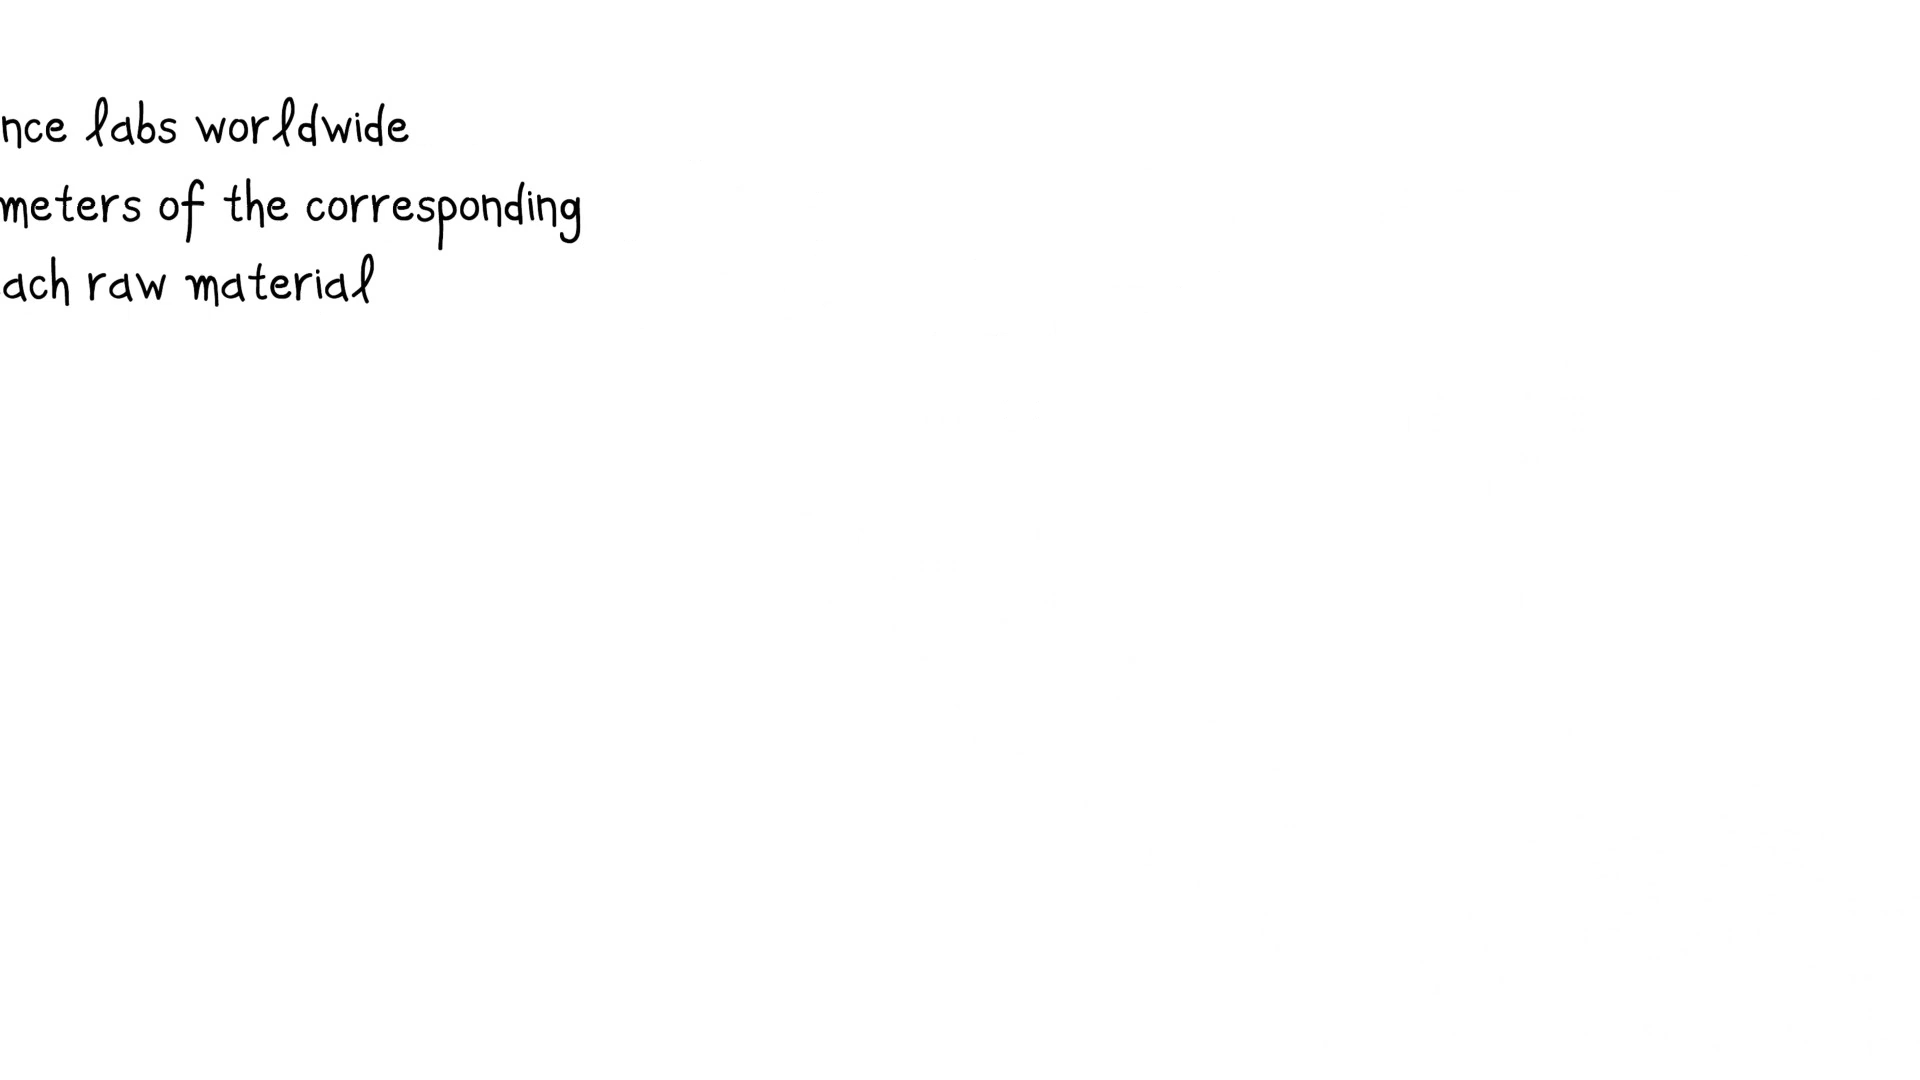 nce labs worldwide
meters of the corresponding
ach raw material